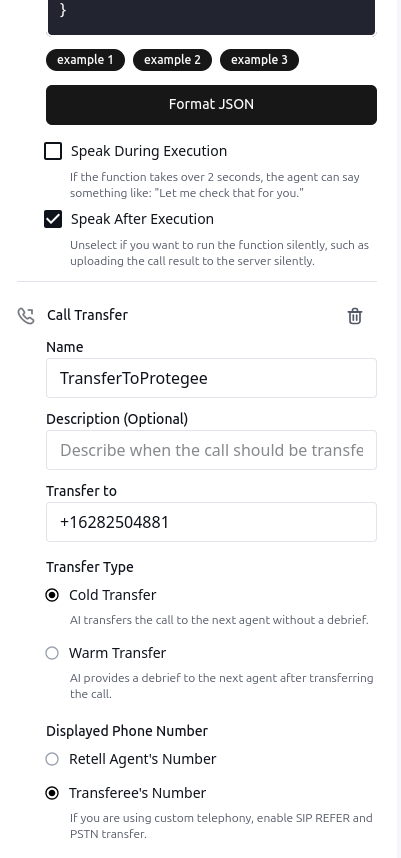 }
example 1 example 2 example 3
Format JSON
Speak During Execution
If the function takes over 2 seconds, the agent can say
something like: "Let me check that for you."
Speak After Execution
Unselect if you want to run the function silently, such as
uploading the call result to the server silently.
Call Transfer
Name
TransferToProtegee
Description (Optional)
Describe when the call should be transfe
Transfer to
+16282504881
Transfer Type
Cold Transfer
AI transfers the call to the next agent without a debrief.
Warm Transfer
AI provides a debrief to the next agent after transferring
the call.
Displayed Phone Number
Retell Agent's Number
Transferee's Number
If you are using custom telephony, enable SIP REFER and
PSTN transfer.